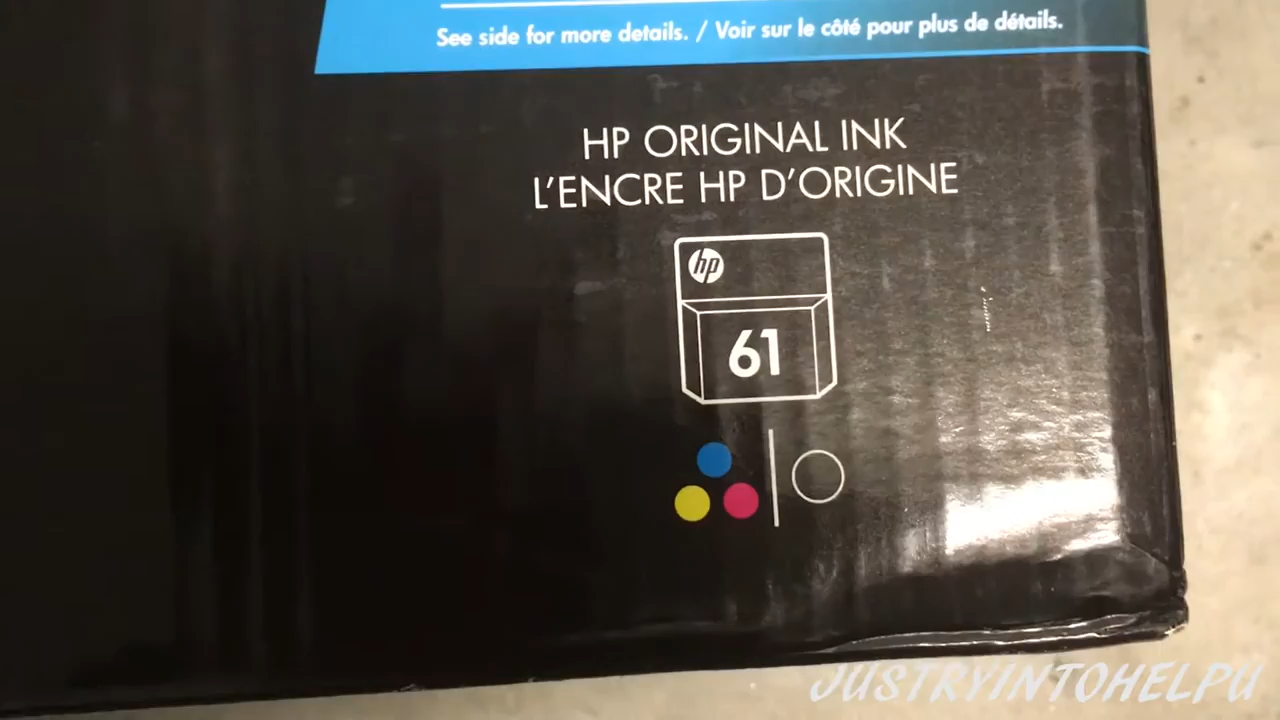 See side for more details. / Voir sur le côté pour plus de détails.
HP ORIGINAL INK
L'ENCRE HP D'ORIGINE
hp
61
JUSTRYINTOHELPU